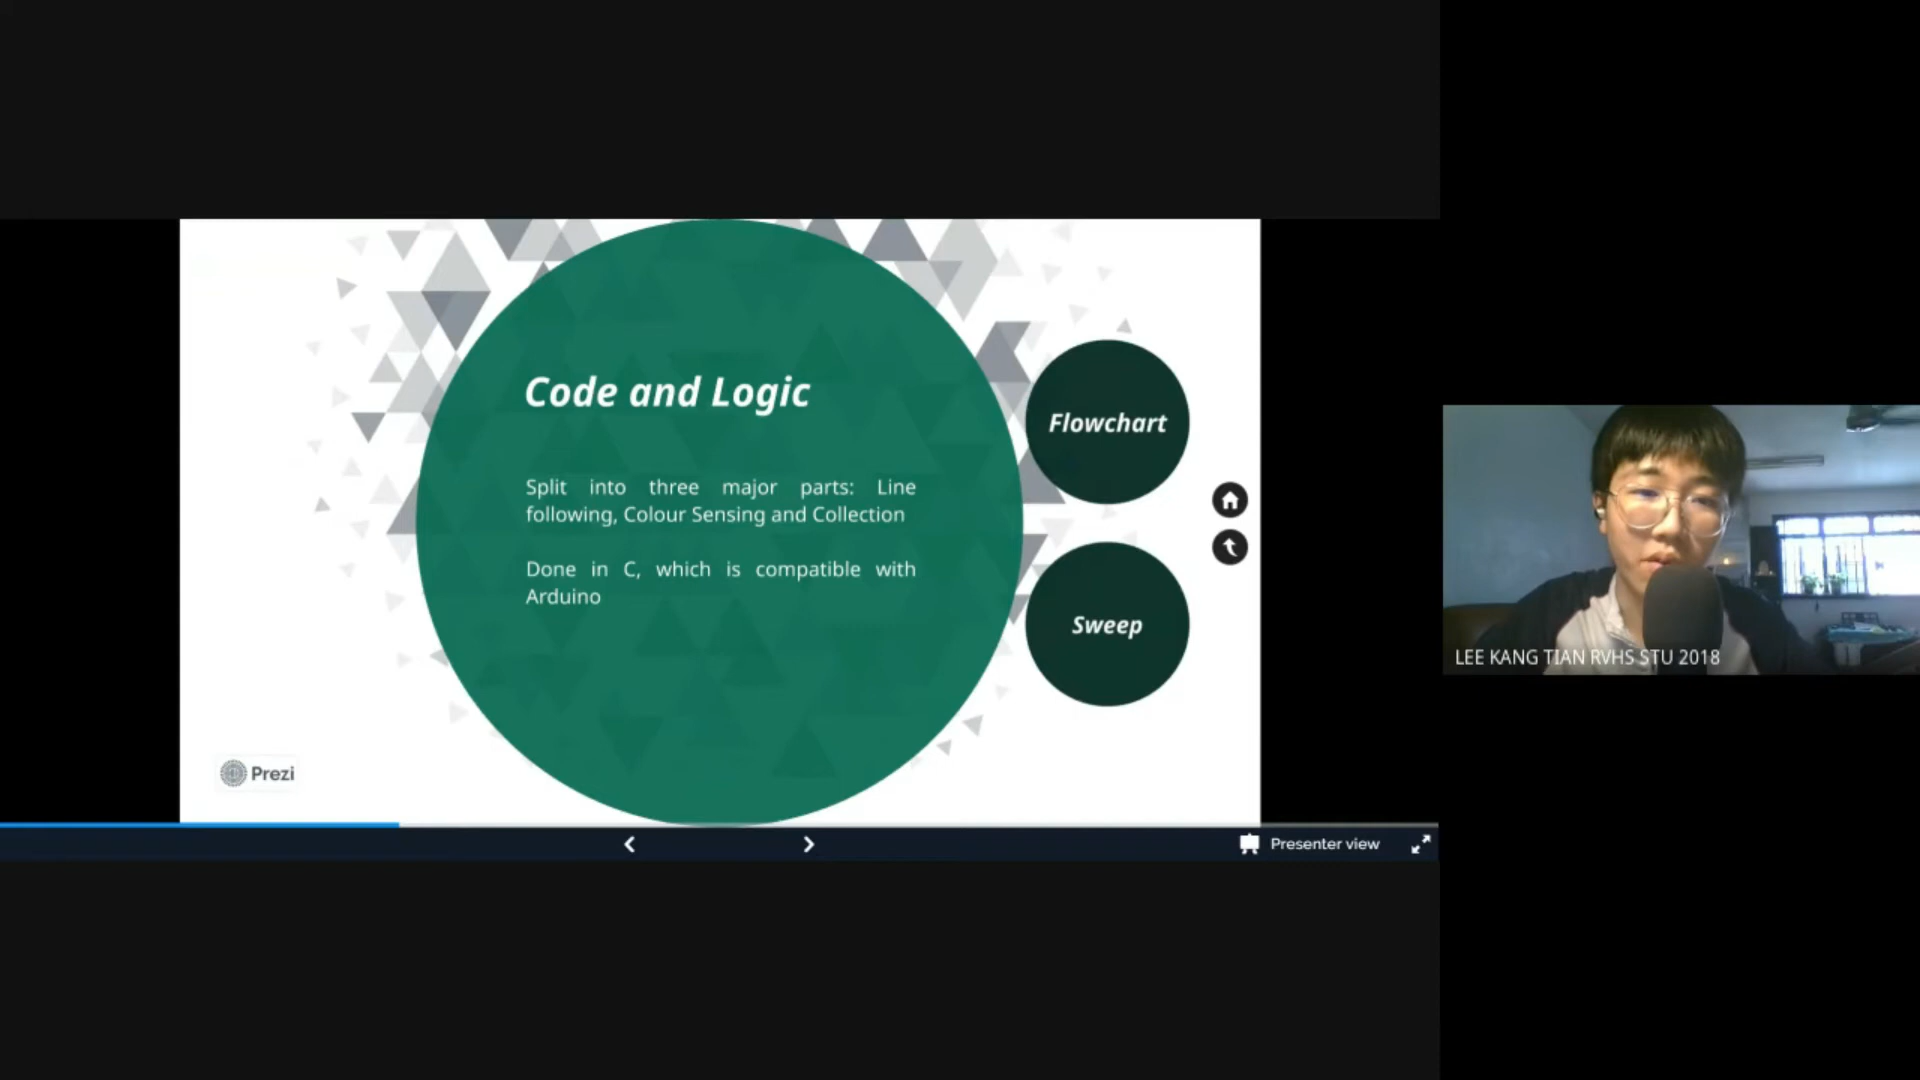 Code and Logic
Split into three major parts: Line
following, Colour Sensing and Collection
Done in C, which is compatible with
Arduino
Flowchart
Sweep
Prezi
Presenter view
LEE KANG TIAN RVHS STU 2018